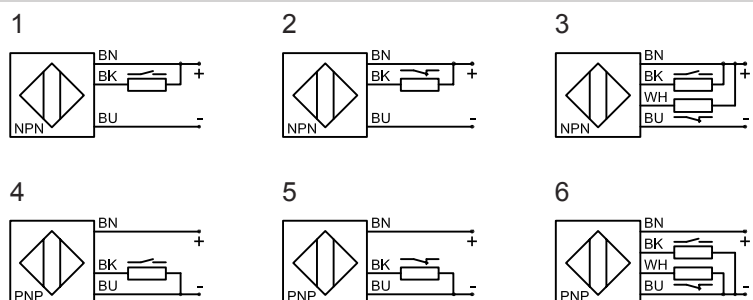 1
BN
+
BK
BU
-
NPN
2
BN
+
BK
BU
-
NPN
3
BN
+
BK
WH
BU
-
NPN
4
BN
+
BK
BU
-
PNP
5
BN
+
BK
BU
-
PNP
6
BN
+
BK
WH
BU
-
PNP